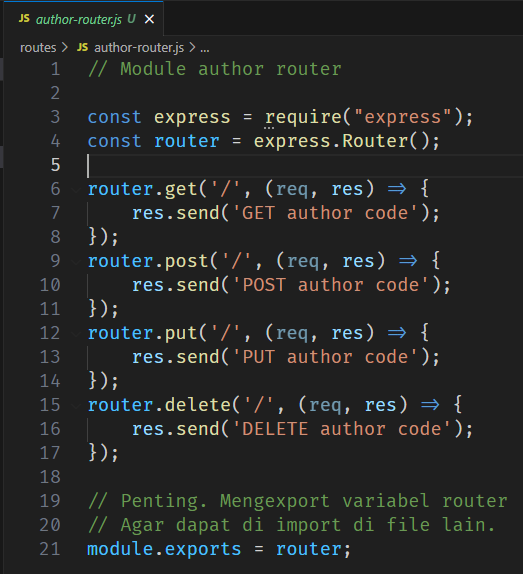 JS author-router.js U ×
routes > JS author-router.js > ...
1 // Module author router
2
3 const express = require("express");
4 const router = express.Router();
5
6 router.get('/', (req, res) => {
7     res.send('GET author code');
8 });
9 router.post('/', (req, res) => {
10     res.send('POST author code');
11 });
12 router.put('/', (req, res) => {
13     res.send('PUT author code');
14 });
15 router.delete('/', (req, res) => {
16     res.send('DELETE author code');
17 });
18
19 // Penting. Mengexport variabel router
20 // Agar dapat di import di file lain.
21 module.exports = router;